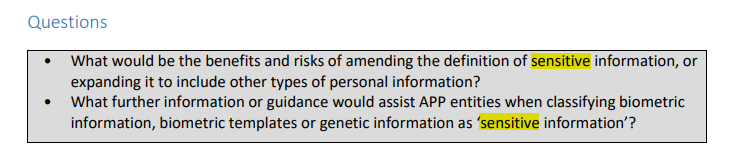 Questions
• What would be the benefits and risks of amending the definition of sensitive information, or
expanding it to include other types of personal information?
• What further information or guidance would assist APP entities when classifying biometric
information, biometric templates or genetic information as ‘sensitive information’?